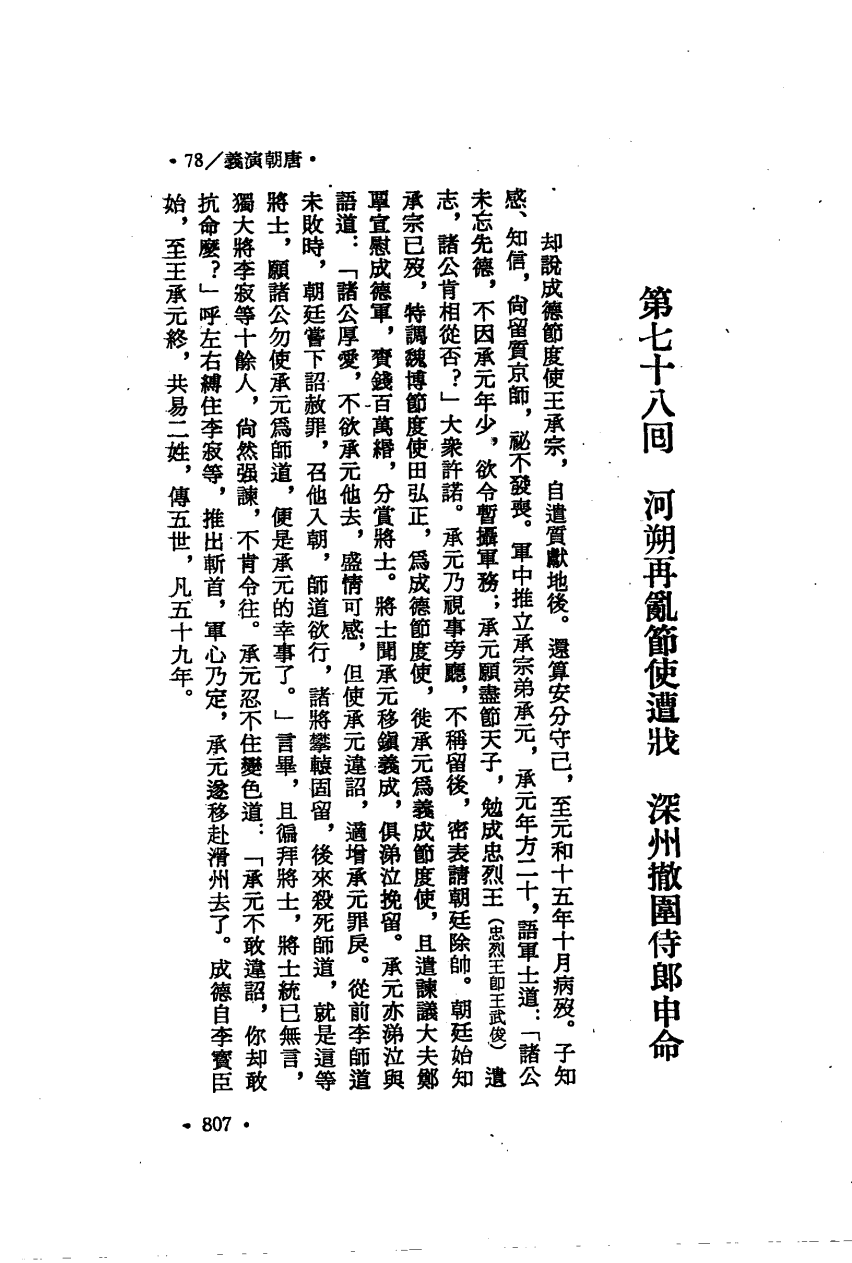 ·唐朝演義/78·
第七十八回 河朔再亂節使遭戕 深州撤圍侍郎申命
却說成德節度使王承宗，自遣質獻地後。還算安分守己，至元和十五年十月病歿。子知
感、知信，尙留質京師，祕不發喪。軍中推立承宗弟承元，承元年方二十，語軍士道：「諸公
未忘先德，不因承元年少，欲令暫攝軍務；承元願盡節天子，勉成忠烈王（忠烈王卽王武俊）遺
志，諸公肯相從否？」大衆許諾。承元乃視事旁廳，不稱留後，密表請朝廷除帥。朝廷始知
承宗已歿，特調魏博節度使田弘正，爲成德節度使，徙承元爲義成節度使，且遣諫議大夫鄭
覃宣慰成德軍，賚錢百萬緡，分賞將士。將士聞承元移鎭義成，俱涕泣挽留。承元亦涕泣與
語道：「諸公厚愛，不欲承元他去，盛情可感，但使承元違詔，適增承元罪戾。從前李師道
未敗時，朝廷嘗下詔赦罪，召他入朝，師道欲行，諸將攀轅固留，後來殺死師道，就是這等
將士，願諸公勿使承元爲師道，便是承元的幸事了。」言畢，且徧拜將士，將士統已無言，
獨大將李寂等十餘人，尙然强諫，不肯令往。承元忍不住變色道：「承元不敢違詔，你却敢
抗命麼？」呼左右縛住李寂等，推出斬首，軍心乃定，承元遂移赴滑州去了。成德自李寶臣
始，至王承元終，共易二姓，傳五世，凡五十九年。
·807·